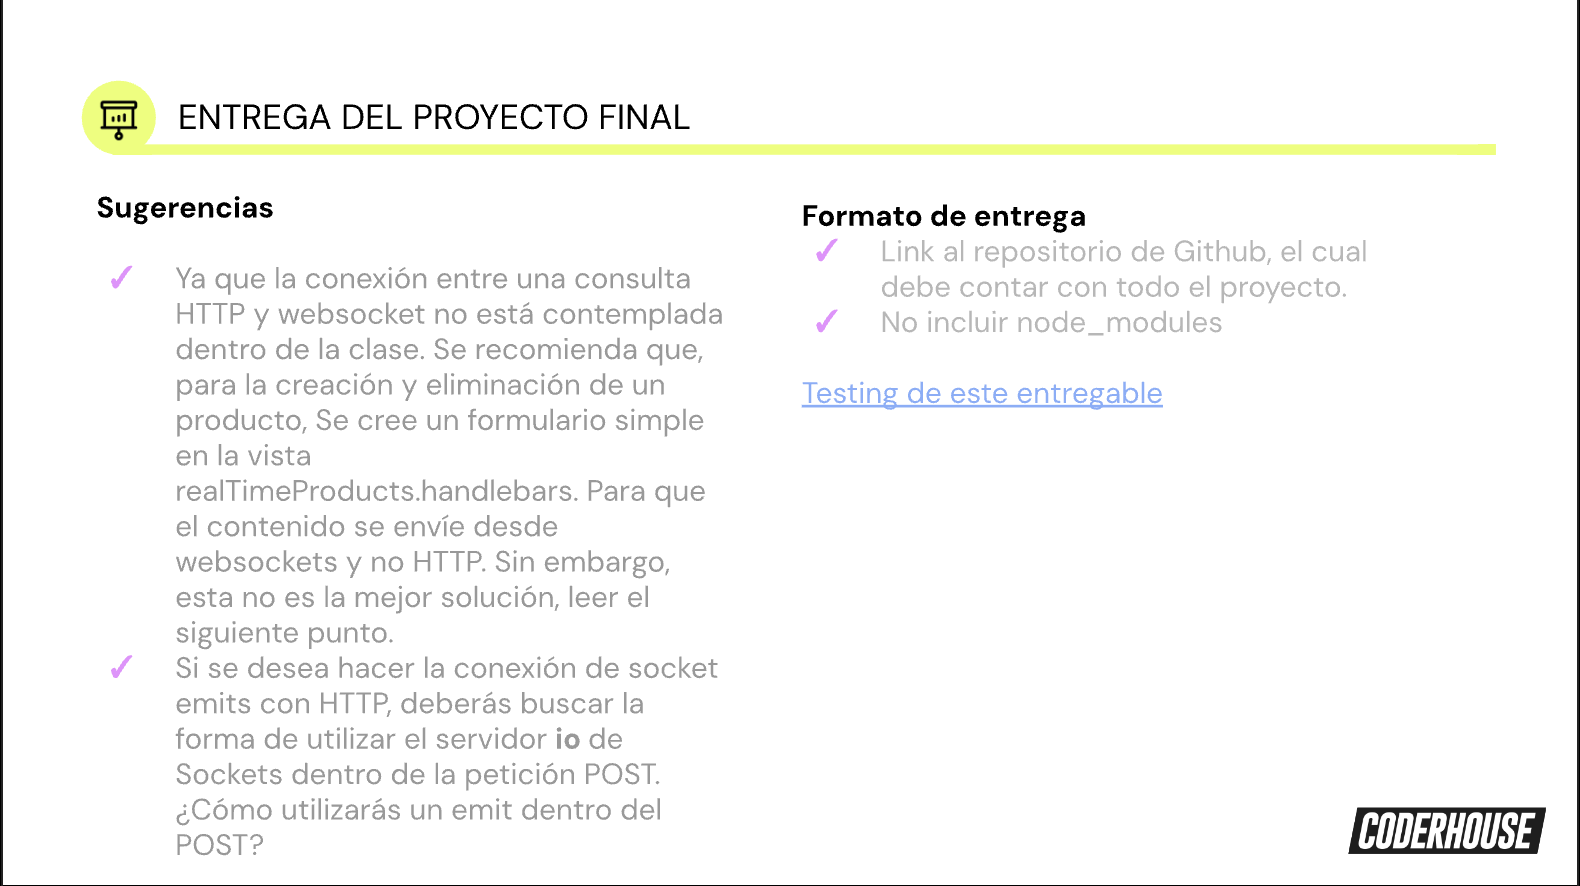 ENTREGA DEL PROYECTO FINAL
Sugerencias
✓ Ya que la conexión entre una consulta
HTTP y websocket no está contemplada
dentro de la clase. Se recomienda que,
para la creación y eliminación de un
producto, Se cree un formulario simple
en la vista
realTimeProducts.handlebars. Para que
el contenido se envíe desde
websockets y no HTTP. Sin embargo,
esta no es la mejor solución, leer el
siguiente punto.
✓ Si se desea hacer la conexión de socket
emits con HTTP, deberás buscar la
forma de utilizar el servidor io de
Sockets dentro de la petición POST.
¿Cómo utilizarás un emit dentro del
POST?
Formato de entrega
✓ Link al repositorio de Github, el cual
debe contar con todo el proyecto.
✓ No incluir node_modules
Testing de este entregable
CODERHOUSE